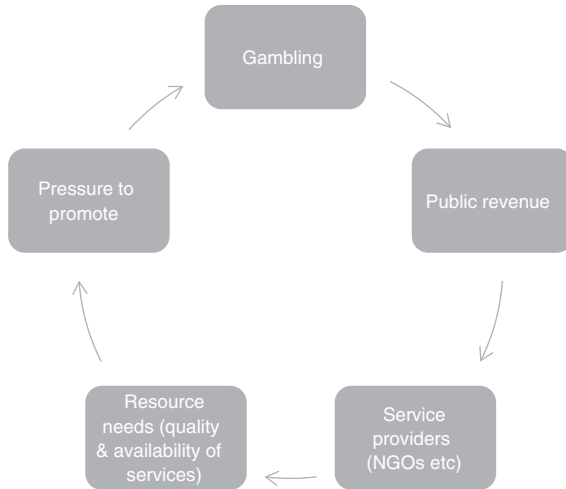 Gambling
Public revenue
Service
providers
(NGOs etc)
Resource
needs (quality
& availability of
services)
Pressure to
promote